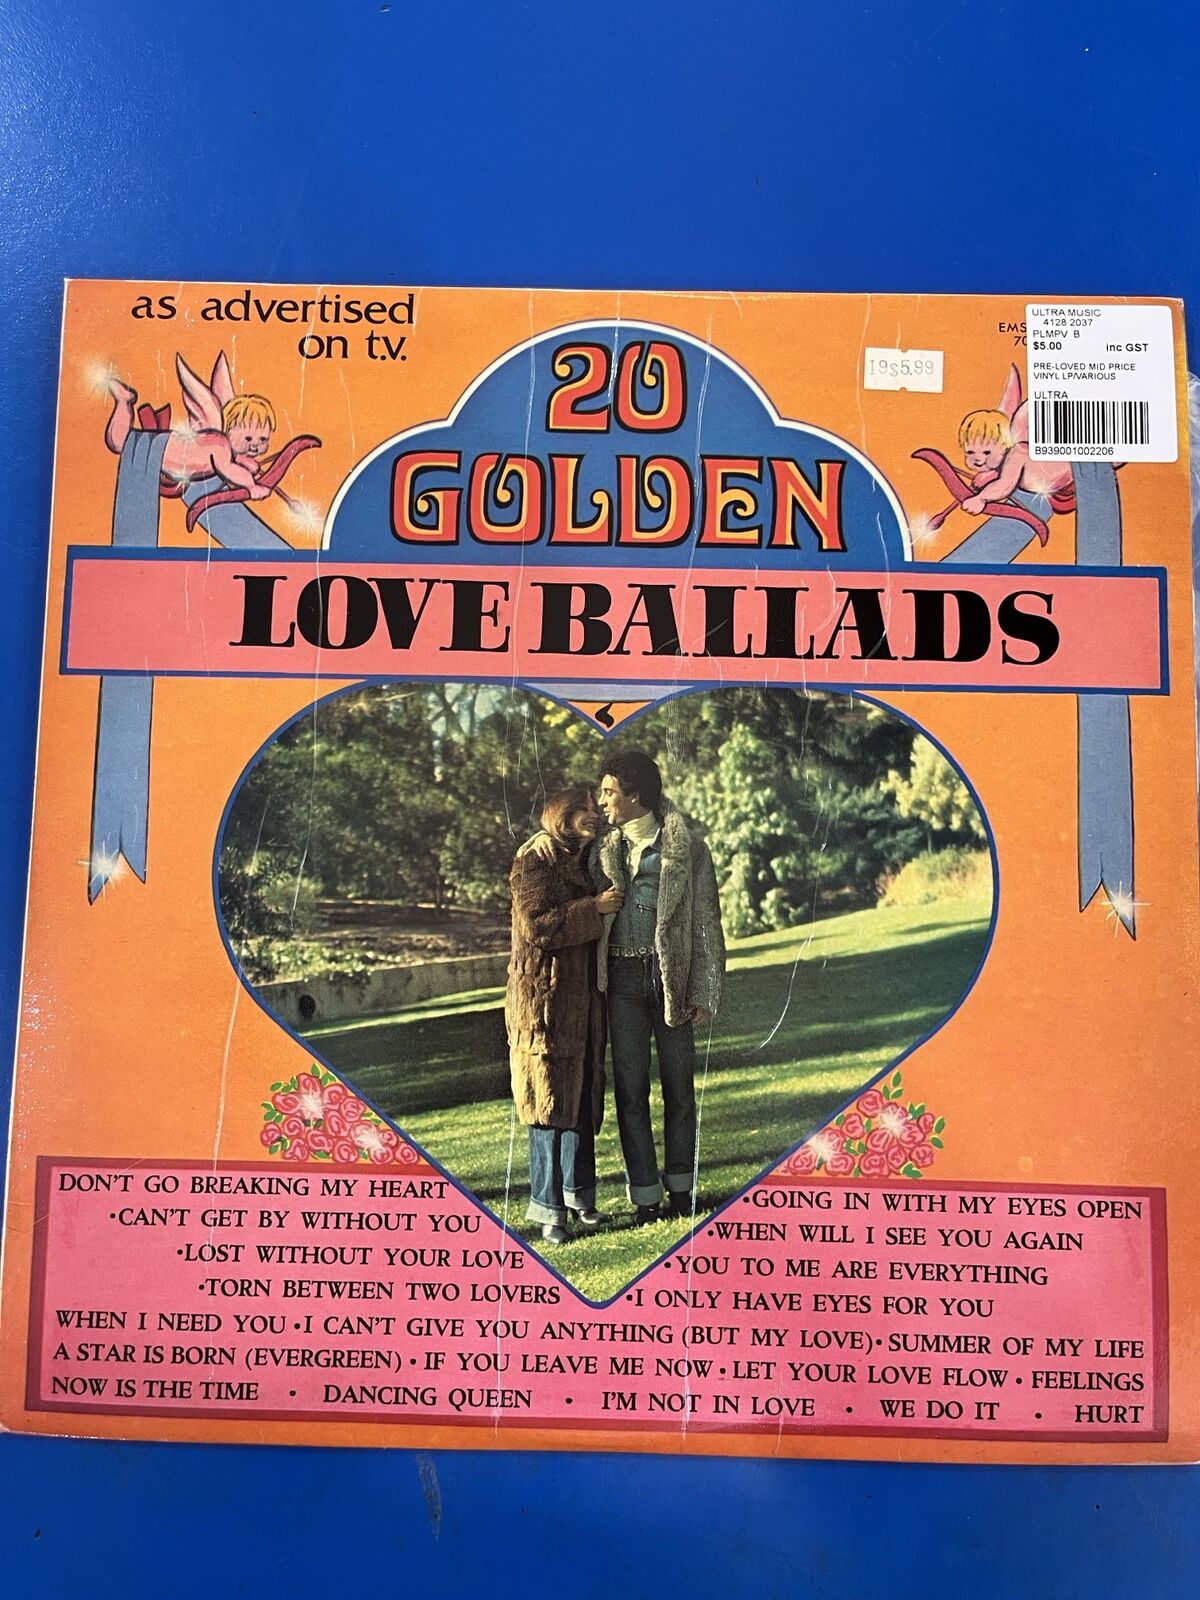 as advertised
on t.v.
EMS
70
19$5.99
ULTRA MUSIC
4128 2037
PLMPV B
$5.00 inc GST
PRE-LOVED MID PRICE
VINYL LP/VARIOUS
ULTRA
B939001002206
20
GOLDEN
LOVE BALLADS
DON'T GO BREAKING MY HEART
•CAN'T GET BY WITHOUT YOU
•LOST WITHOUT YOUR LOVE
•TORN BETWEEN TWO LOVERS
•GOING IN WITH MY EYES OPEN
•WHEN WILL I SEE YOU AGAIN
•YOU TO ME ARE EVERYTHING
•I ONLY HAVE EYES FOR YOU
WHEN I NEED YOU •I CAN'T GIVE YOU ANYTHING (BUT MY LOVE)• SUMMER OF MY LIFE
A STAR IS BORN (EVERGREEN) • IF YOU LEAVE ME NOW • LET YOUR LOVE FLOW • FEELINGS
NOW IS THE TIME • DANCING QUEEN • I'M NOT IN LOVE • WE DO IT • HURT